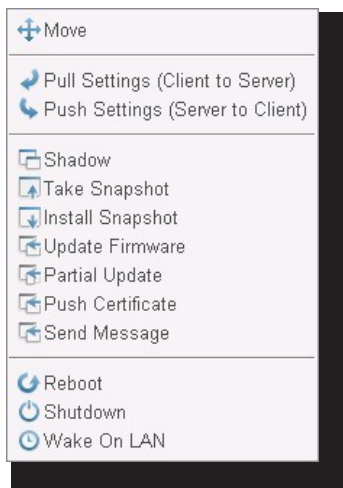 Move
Pull Settings (Client to Server)
Push Settings (Server to Client)
Shadow
Take Snapshot
Install Snapshot
Update Firmware
Partial Update
Push Certificate
Send Message
Reboot
Shutdown
Wake On LAN